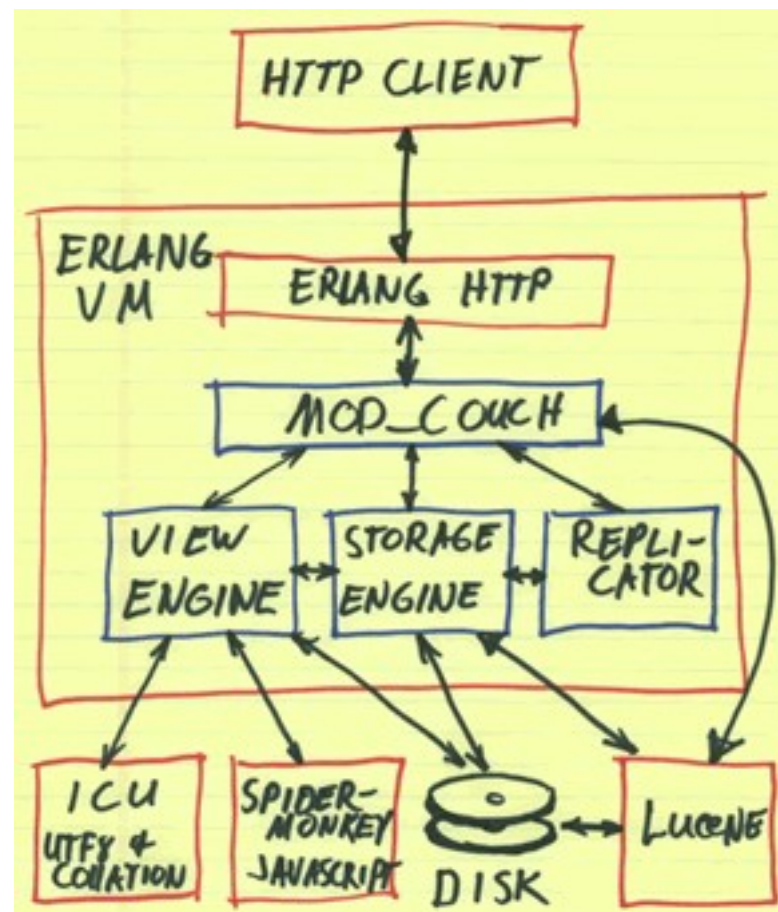 HTTP CLIENT
ERLANG
VM
ERLANG HTTP
MOD_COUCH
VIEW
ENGINE
STORAGE
ENGINE
REPLI-
CATOR
ICU
UTF8 &
COLLATION
SPIDER-
MONKEY
JAVASCRIPT
DISK
LUCENE